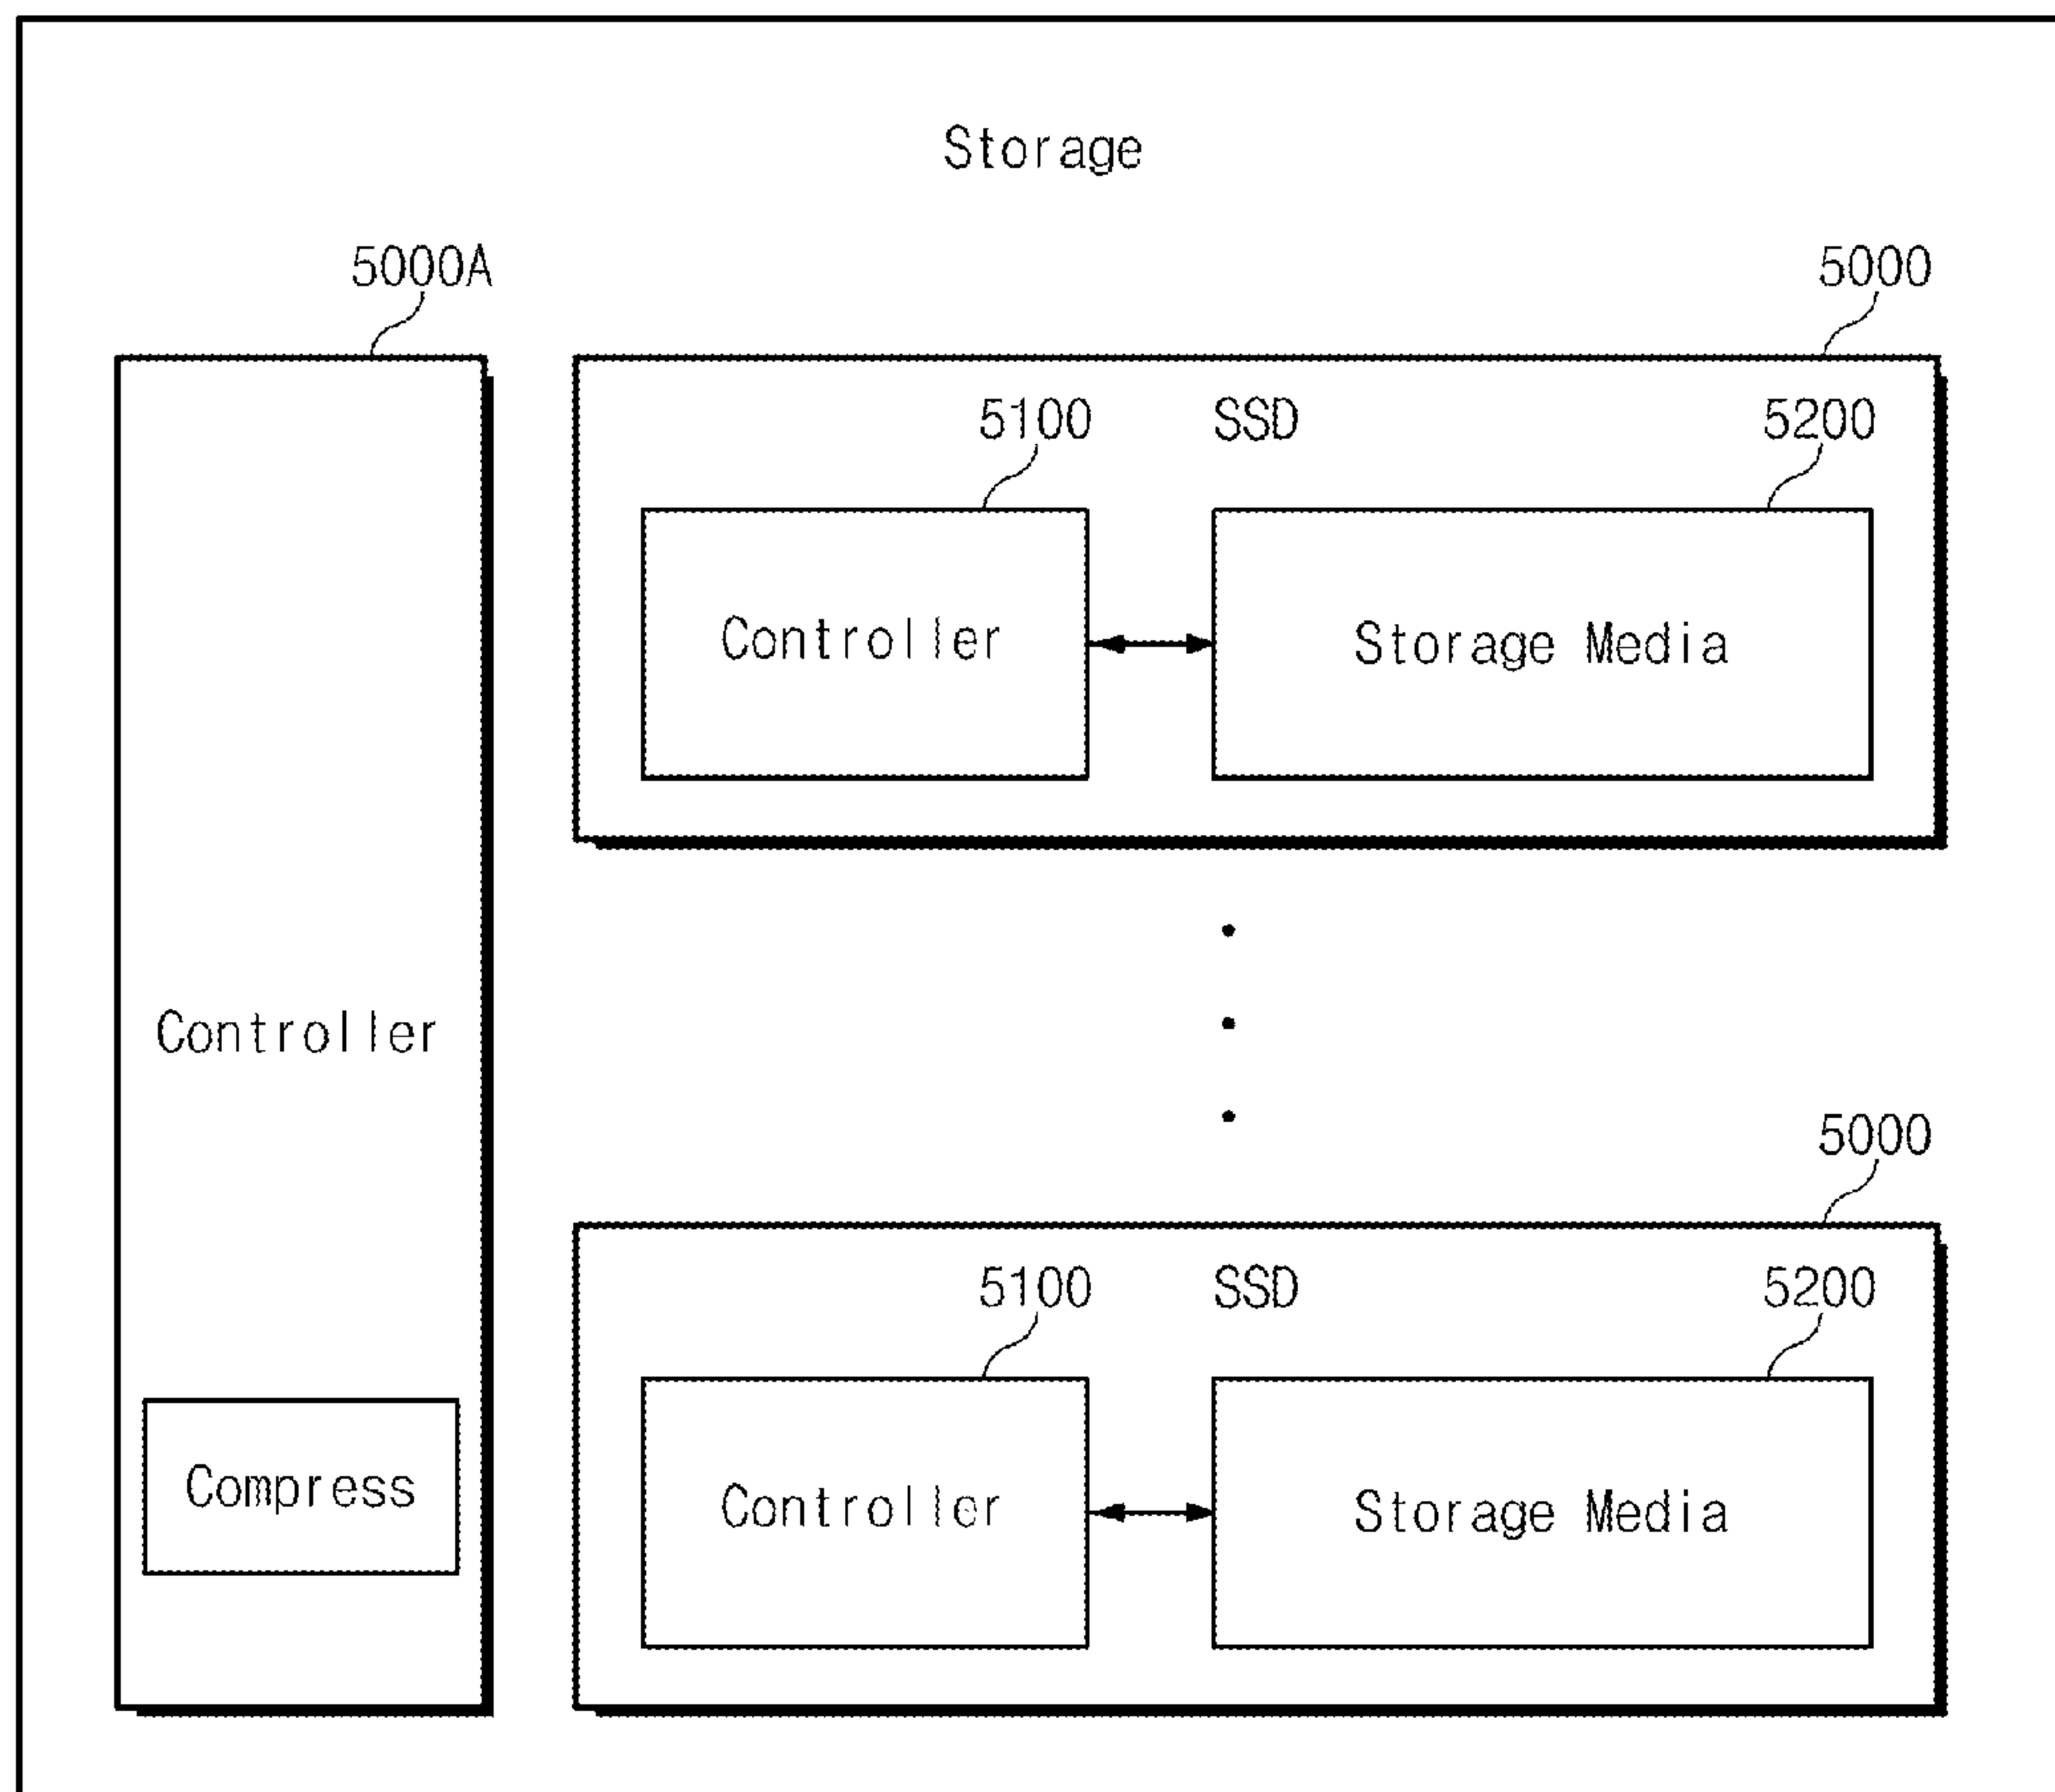 Storage
5000A
5000
5100 SSD 5200
Controller
Storage Media
Controller
5000
5100 SSD 5200
Compress
Controller
Storage Media